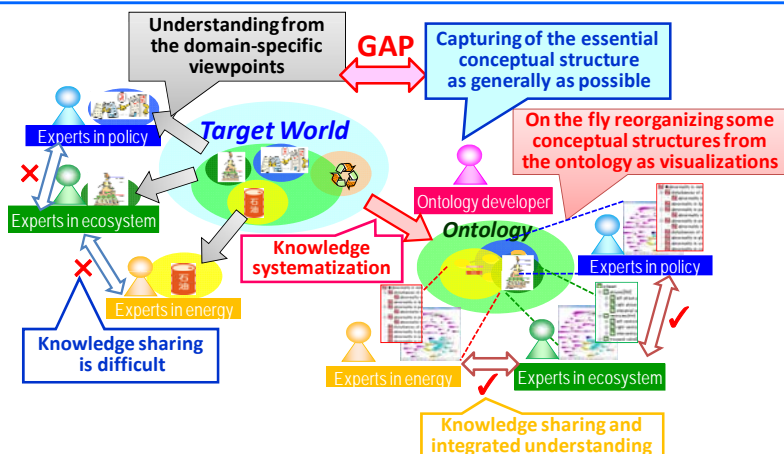 Understanding from
the domain-specific
viewpoints
GAP
Capturing of the essential
conceptual structure
as generally as possible
Target World
On the fly reorganizing some
conceptual structures from
the ontology as visualizations
Experts in policy
Experts in ecosystem
石油
Ontology developer
Ontology
Knowledge
systematization
石油
Experts in energy
Knowledge sharing
is difficult
Experts in policy
Experts in energy
Experts in ecosystem
Knowledge sharing and
integrated understanding